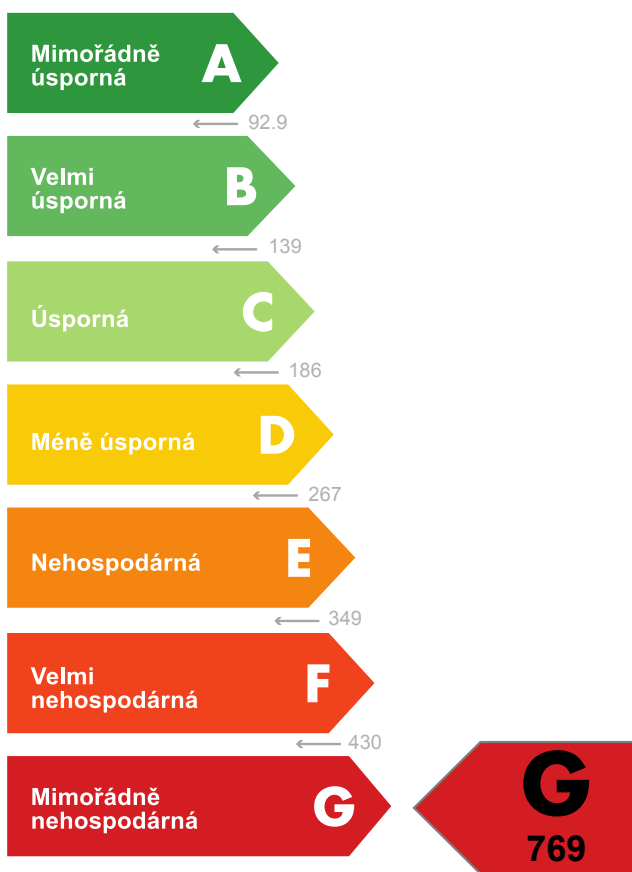 Mimořádně
úsporná
A
92.9
Velmi
úsporná
B
139
Úsporná
C
186
Méně úsporná
D
267
Nehospodárná
E
349
Velmi
nehospodárná
F
430
Mimořádně
nehospodárná
G
G
769